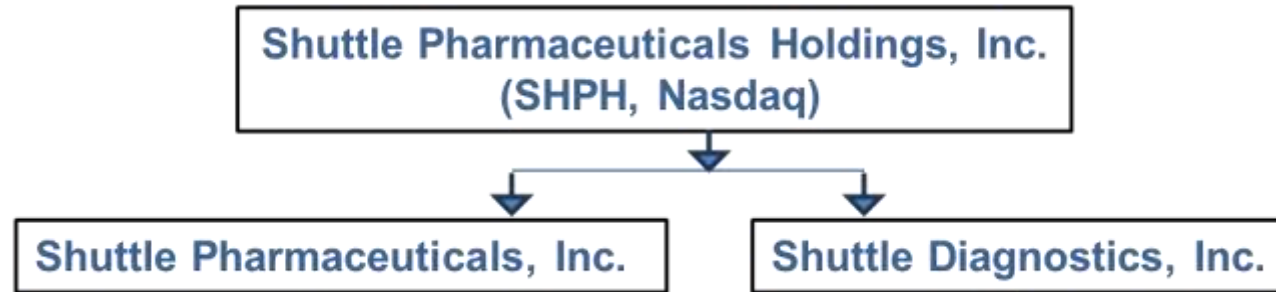 Shuttle Pharmaceuticals Holdings, Inc.
(SHPH, Nasdaq)
Shuttle Pharmaceuticals, Inc.
Shuttle Diagnostics, Inc.